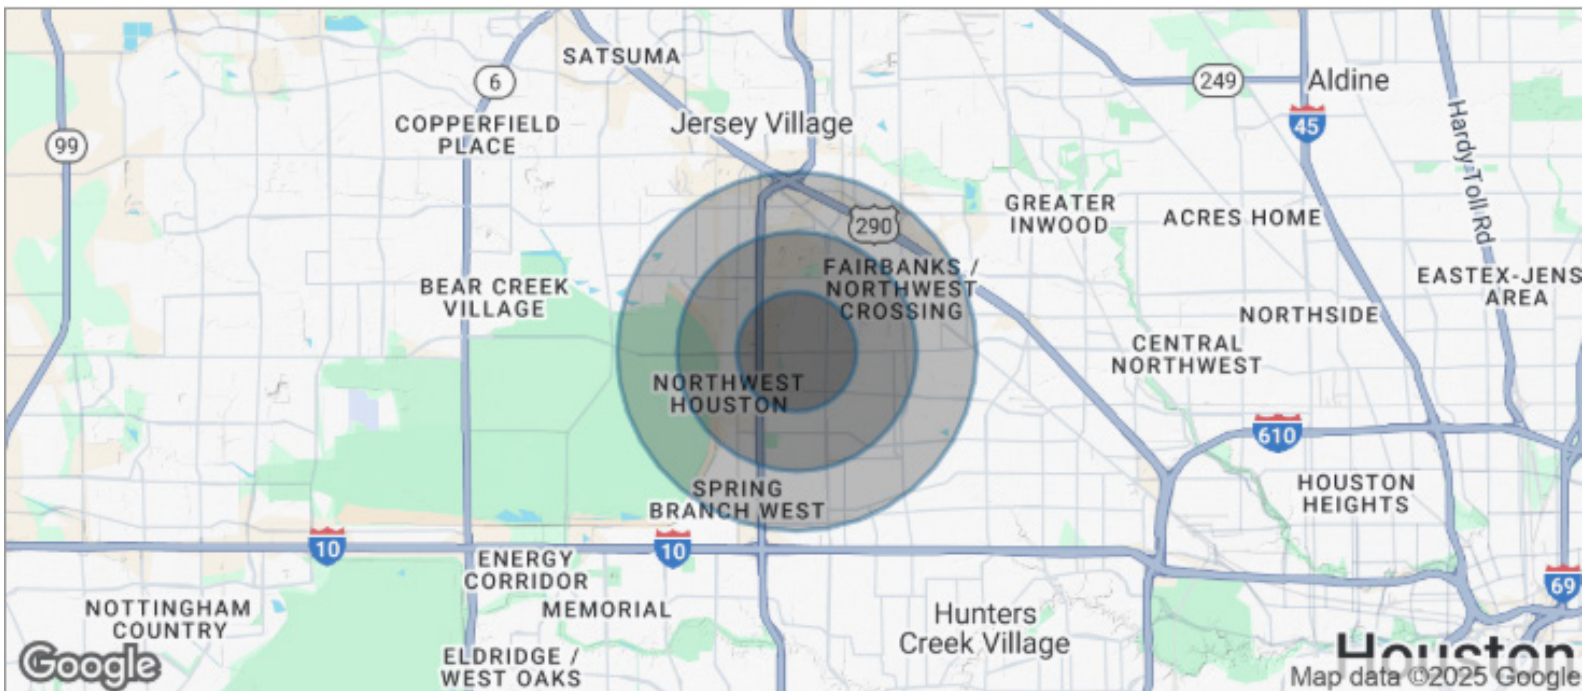 SATSUMA
6
249
Aldine
COPPERFIELD
PLACE
Jersey Village
45
99
Hardy Toll Rd
GREATER
INWOOD
ACRES HOME
290
BEAR CREEK
VILLAGE
FAIRBANKS /
NORTHWEST
CROSSING
EASTEX-JENS
AREA
NORTHSIDE
CENTRAL
NORTHWEST
NORTHWEST
HOUSTON
610
SPRING
BRANCH WEST
HOUSTON
HEIGHTS
10
10
ENERGY
CORRIDOR
69
NOTTINGHAM
COUNTRY
MEMORIAL
Hunters
Creek Village
ELDRIDGE /
WEST OAKS
Houston
Google
Map data ©2025 Google